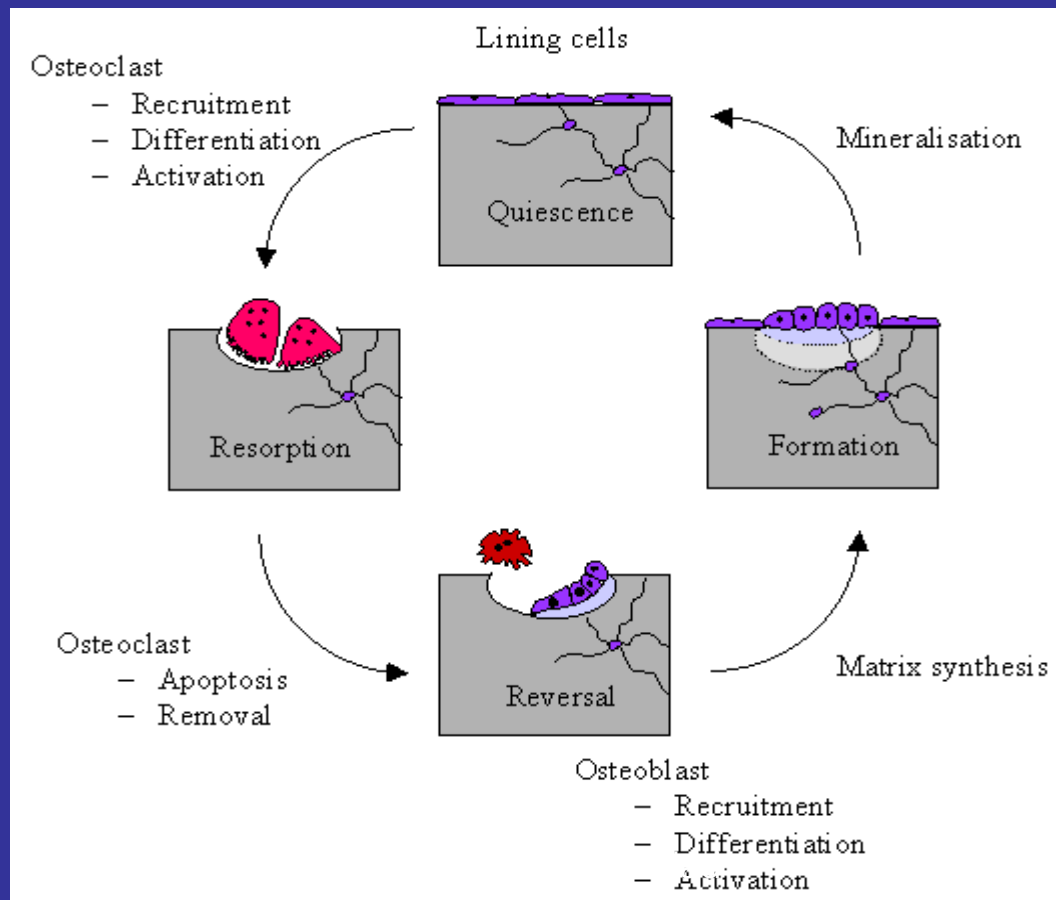 Lining cells
Osteoclast
– Recruitment
– Differentiation
– Activation
Mineralisation
Quiescence
Resorption
Formation
Osteoclast
– Apoptosis
– Removal
Reversal
Matrix synthesis
Osteoblast
– Recruitment
– Differentiation
– Activation